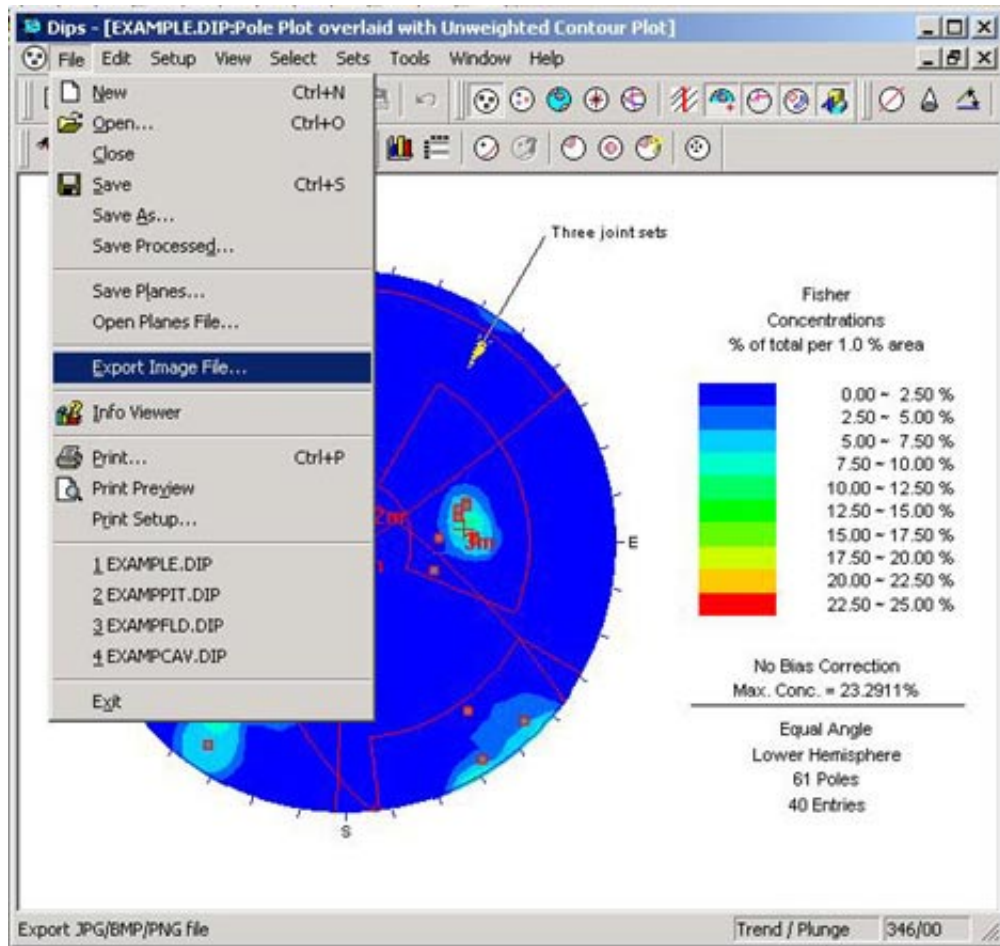 Dips - [EXAMPLE.DIP:Pole Plot overlaid with Unweighted Contour Plot]
File Edit Setup View Select Sets Tools Window Help
New Ctrl+N
Open... Ctrl+O
Close
Save Ctrl+S
Save As...
Save Processed...
Save Planes...
Open Planes File...
Export Image File...
Info Viewer
Print... Ctrl+P
Print Preview
Print Setup...
1 EXAMPLE.DIP
2 EXAMPPIT.DIP
3 EXAMPFLD.DIP
4 EXAMPCAV.DIP
Exit
Three joint sets
E
3m
S
Fisher
Concentrations
% of total per 1.0 % area
0.00 ~ 2.50 %
2.50 ~ 5.00 %
5.00 ~ 7.50 %
7.50 ~ 10.00 %
10.00 ~ 12.50 %
12.50 ~ 15.00 %
15.00 ~ 17.50 %
17.50 ~ 20.00 %
20.00 ~ 22.50 %
22.50 ~ 25.00 %
No Bias Correction
Max. Conc. = 23.2911%
Equal Angle
Lower Hemisphere
61 Poles
40 Entries
Export JPG/BMP/PNG file
Trend / Plunge 346/00